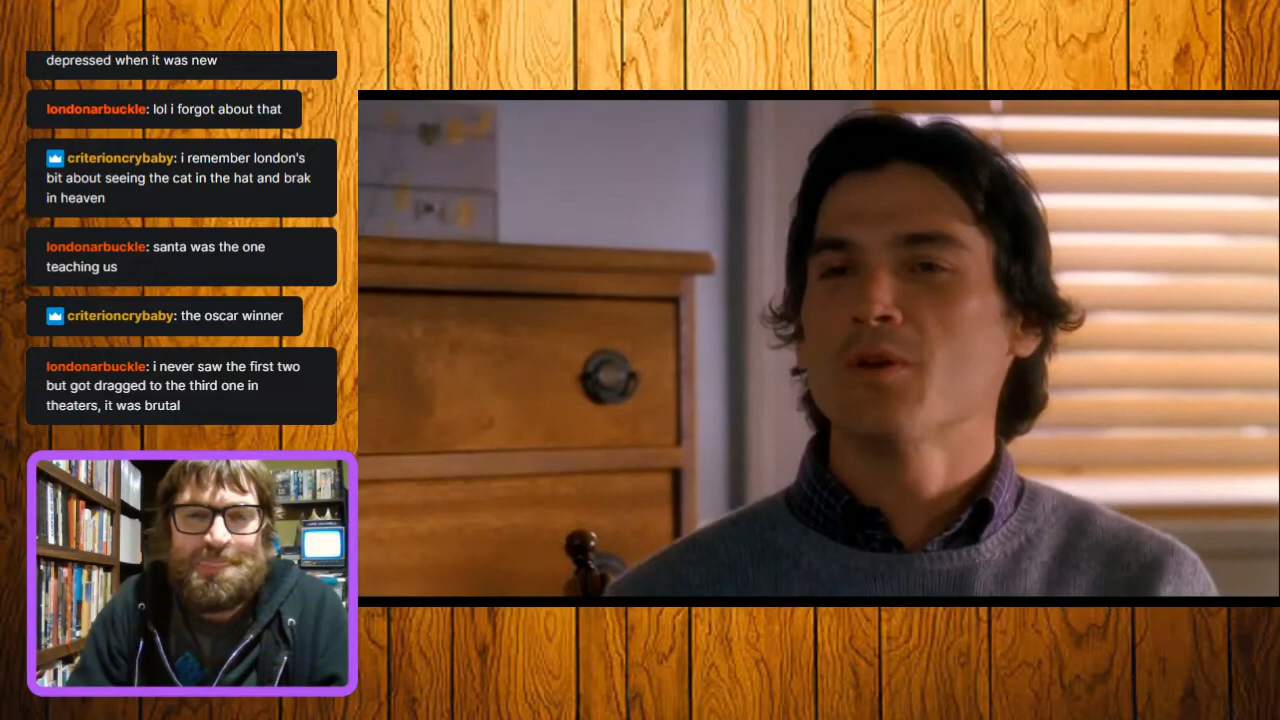 depressed when it was new
londonarbuckle: lol i forgot about that
criterioncrybaby: i remember london's
bit about seeing the cat in the hat and brak
in heaven
londonarbuckle: santa was the one
teaching us
criterioncrybaby: the oscar winner
londonarbuckle: i never saw the first two
but got dragged to the third one in
theaters, it was brutal